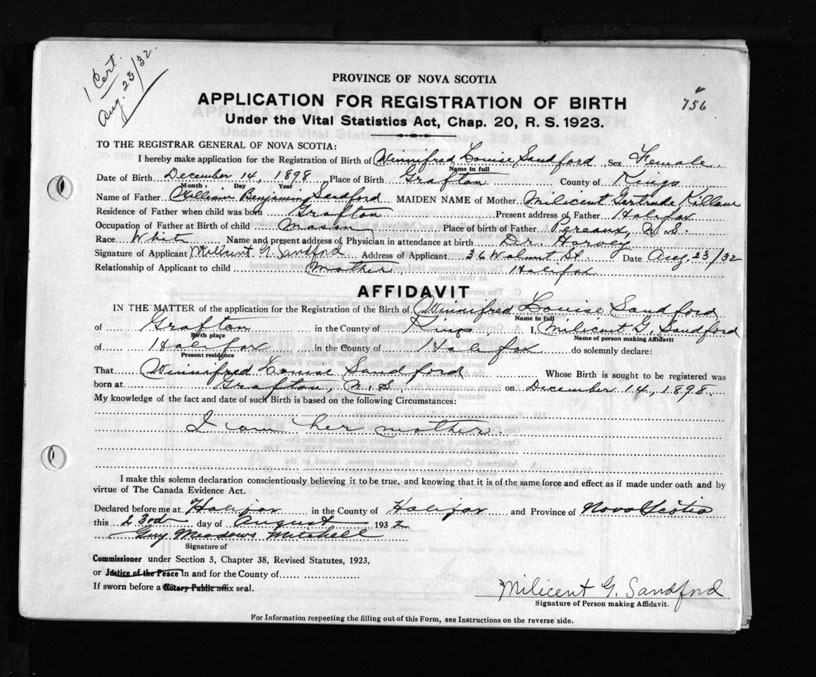 1 Cert.
Aug. 23/32.
PROVINCE OF NOVA SCOTIA
756
APPLICATION FOR REGISTRATION OF BIRTH
Under the Vital Statistics Act, Chap. 20, R. S. 1923.
TO THE REGISTRAR GENERAL OF NOVA SCOTIA:
I hereby make application for the Registration of Birth of Winnifred Louise Sandford Sex Female
Name in full
Date of Birth December 14, 1898 Place of Birth Grafton County of Kings
Month Day Year
Name of Father William Benjamin Sandford MAIDEN NAME of Mother Milicent Gertrude Killam
Residence of Father when child was born Grafton Present address of Father Halifax
Occupation of Father at Birth of child Mason Place of birth of Father Pereaux, N. S.
Race White Name and present address of Physician in attendance at birth Dr. Harvey
Signature of Applicant Milicent G. Sandford Address of Applicant 36 Walnut St. Date Aug. 23/32
Relationship of Applicant to child Mother Halifax
AFFIDAVIT
IN THE MATTER of the application for the Registration of the Birth of Winnifred Louise Sandford
Name in full
of Grafton in the County of Kings, I, Milicent G. Sandford
Birth place Name of person making Affidavit
of Halifax in the County of Halifax do solemnly declare:
Present residence
That Winnifred Louise Sandford Whose Birth is sought to be registered was
born at Grafton, N. S. on December 14, 1898.
My knowledge of the fact and date of such Birth is based on the following Circumstances:
I am her mother.
I make this solemn declaration conscientiously believing it to be true, and knowing that it is of the same force and effect as if made under oath and by
virtue of The Canada Evidence Act.
Declared before me at Halifax in the County of Halifax and Province of Nova Scotia
this 23rd day of August 1932
Guy Meadows Mitchell
Signature of
Commissioner under Section 5, Chapter 38, Revised Statutes, 1923,
or Justice of the Peace in and for the County of
If sworn before a Notary Public affix seal.
Milicent G. Sandford
Signature of Person making Affidavit.
For Information respecting the filling out of this Form, see Instructions on the reverse side.